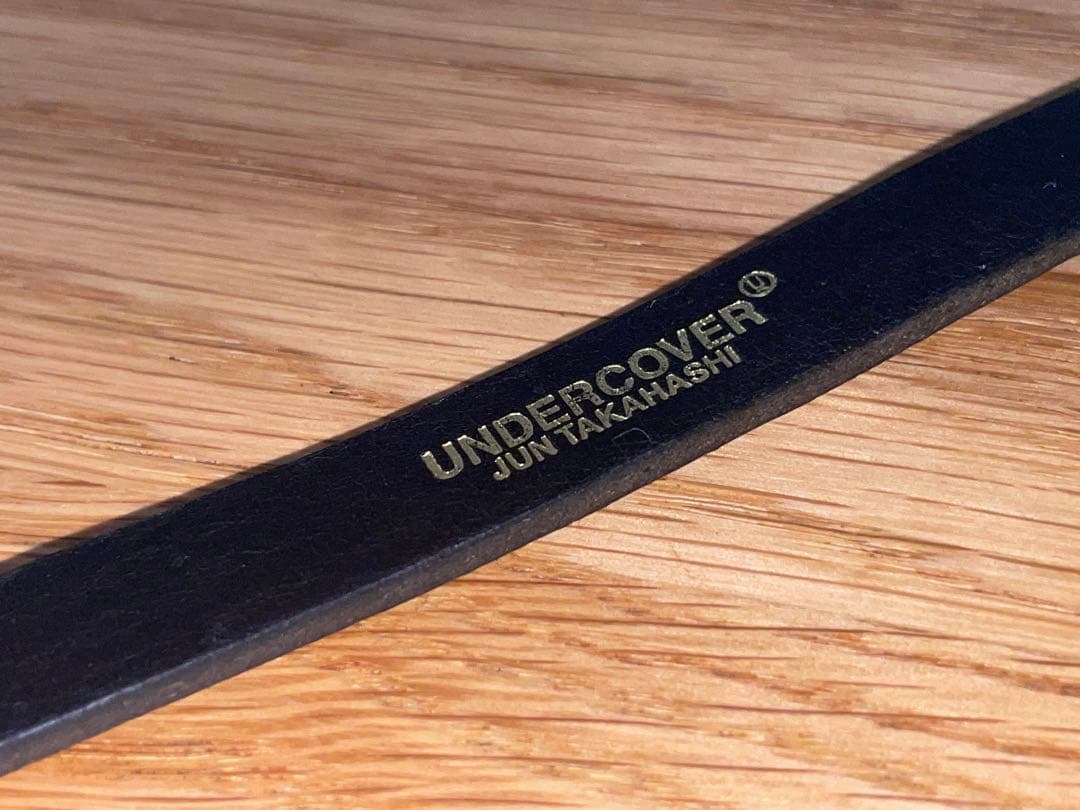 UNDERCOVER Ⓤ
JUN TAKAHASHI